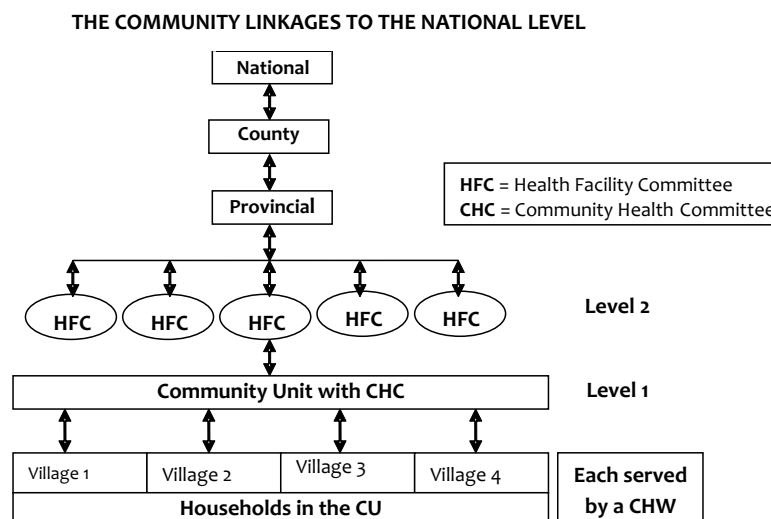 THE COMMUNITY LINKAGES TO THE NATIONAL LEVEL
National
County
HFC = Health Facility Committee
CHC = Community Health Committee
Provincial
HFC HFC HFC HFC HFC
Level 2
Community Unit with CHC
Level 1
Village 1 Village 2 Village 3 Village 4
Households in the CU
Each served
by a CHW